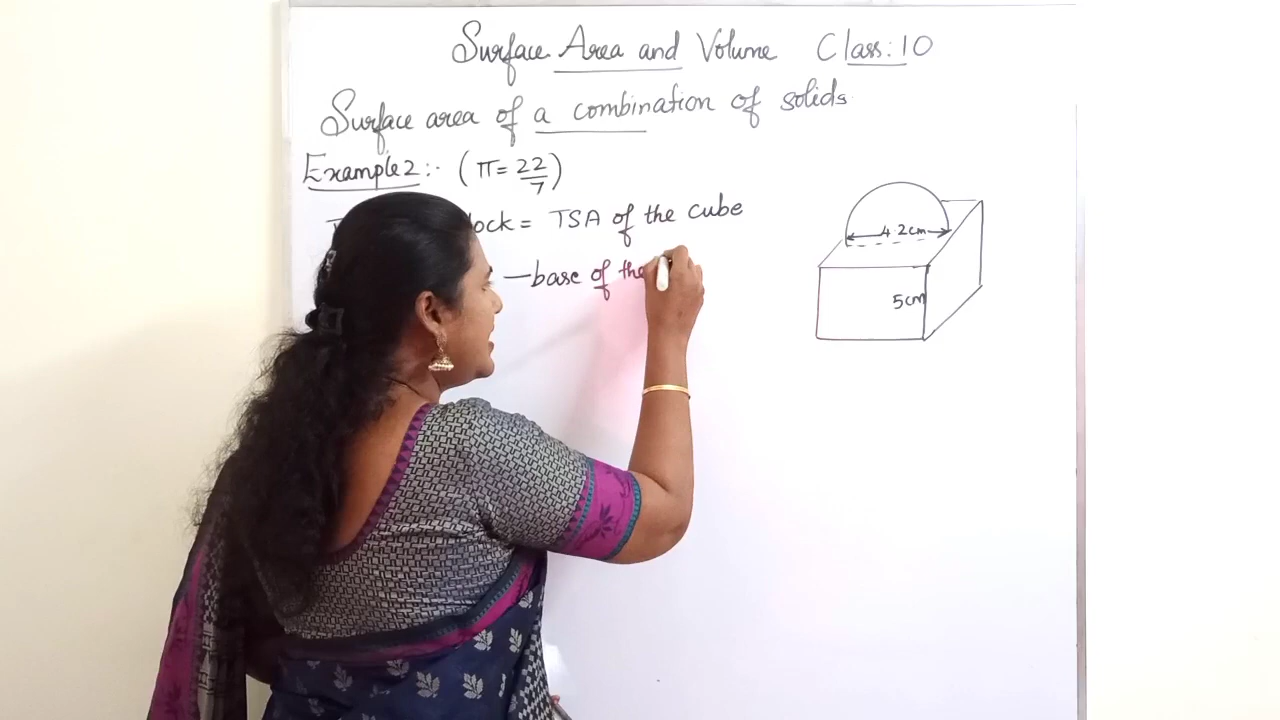 Surface Area and Volume Class: 10
Surface area of a combination of solids
Example 2:- (π = 22/7)
lock = TSA of the cube
—base of the
4.2cm
5cm